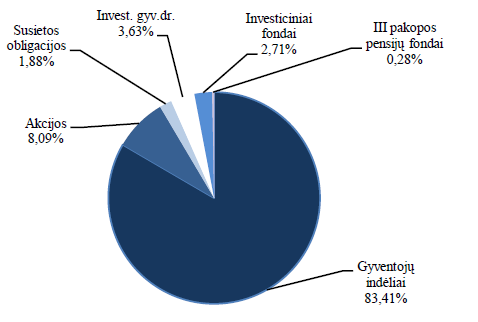 Susietos
obligacijos
1,88%
Invest. gyv.dr.
3,63%
Investiciniai
fondai
2,71%
III pakopos
pensijų fondai
0,28%
Akcijos
8,09%
Gyventojų
indėliai
83,41%